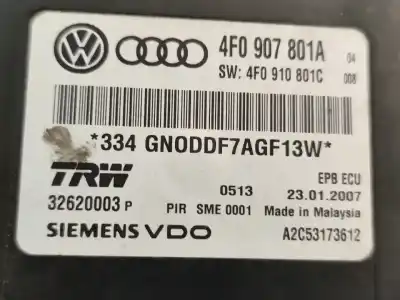 4F0 907 801A 04
SW: 4F0 910 801C 008
*334 GNODDF7AGF13W*
TRW EPB ECU
0513 23.01.2007
32620003 P PIR SME 0001 Made in Malaysia
SIEMENS VDO A2C53173612